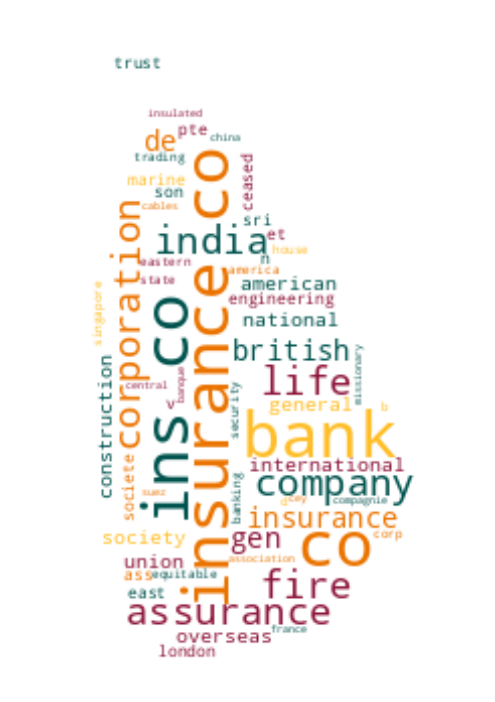 trust
insulated
pte
china
de
trading
ceased
marine
son
cables
sri
et
india
house
n
eastern
america
state
american
engineering
singapore
corporation
national
british
insurance co
ins co
central
banque
life
missionary
v
security
general
b
construction
bank
international
societe
suez
company
banking
cey
d
compagnie
insurance
society
gen
co
corp
union
association
ass
equitable
fire
east
assurance
france
overseas
london